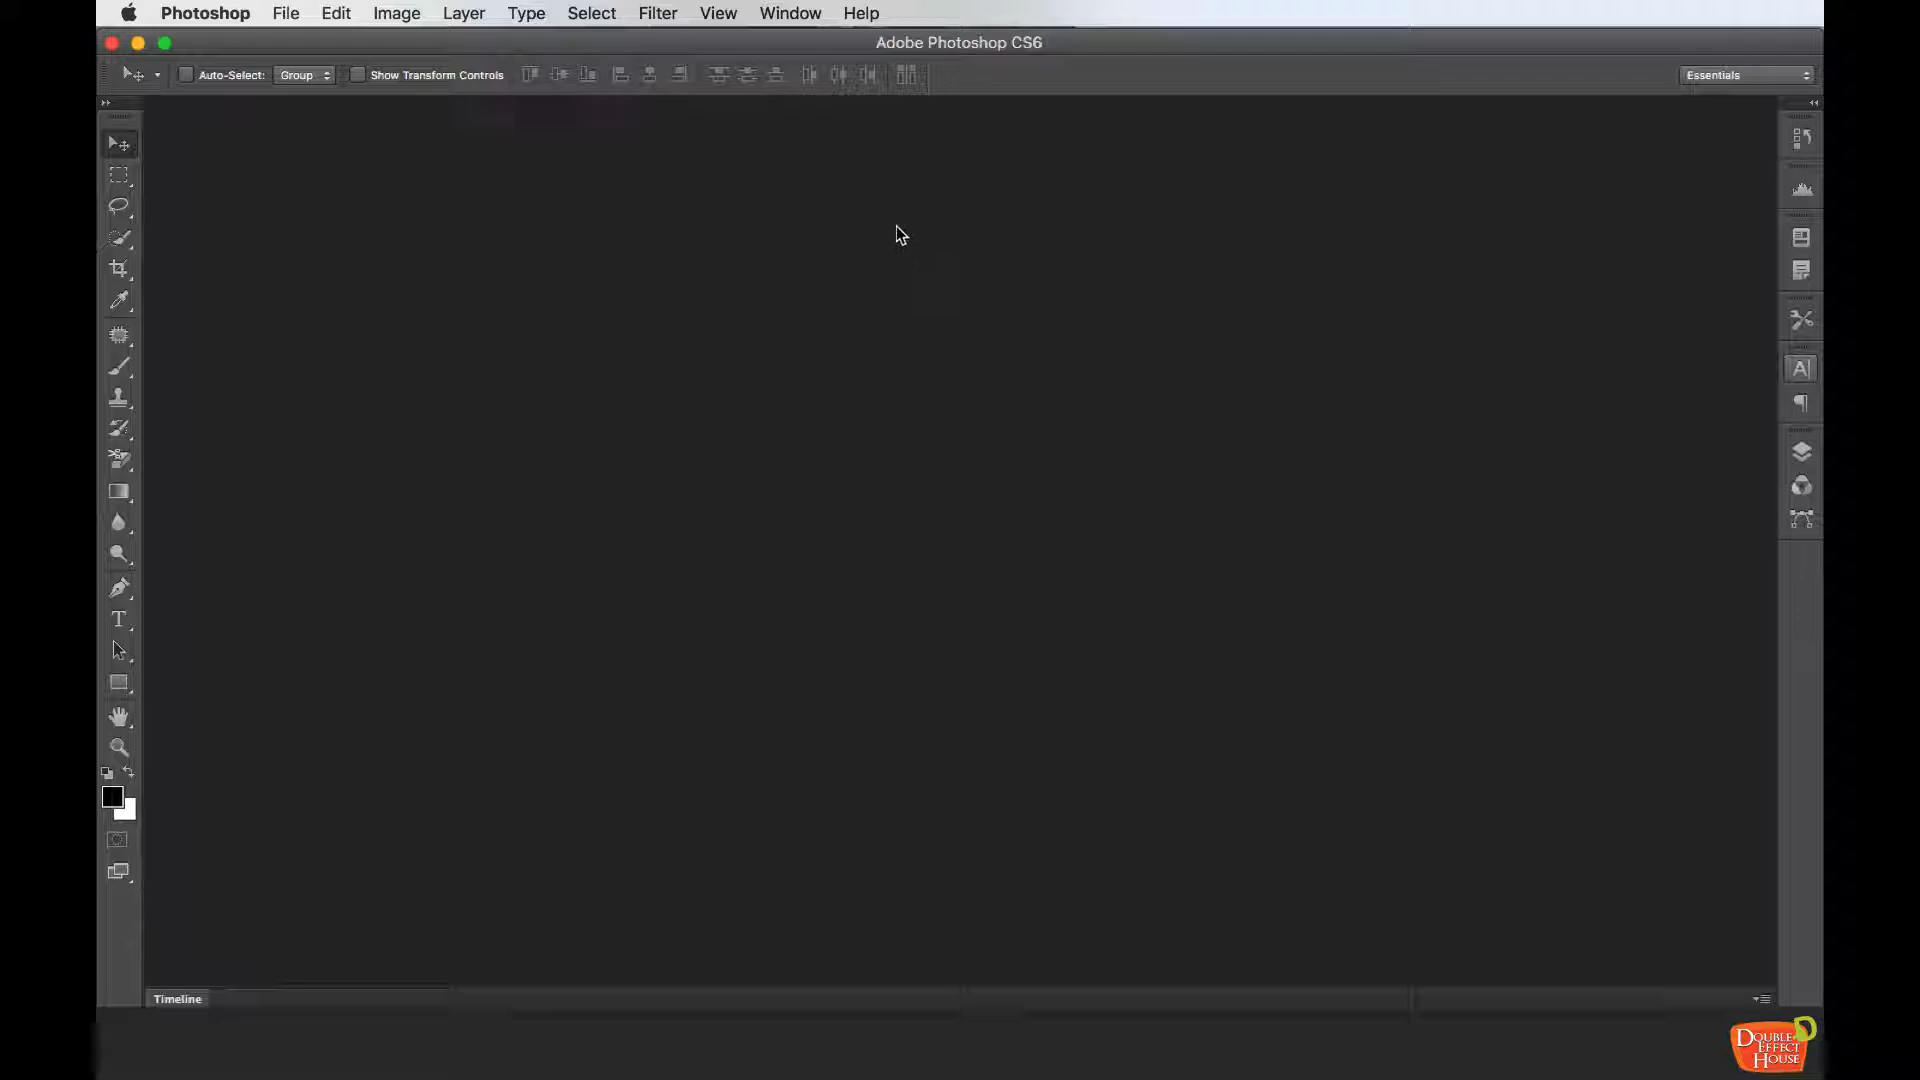 Photoshop File Edit Image Layer Type Select Filter View Window Help
Adobe Photoshop CS6
Auto-Select: Group Show Transform Controls Essentials
A
T
Timeline
DOUBLE
EFFECT
HOUSE